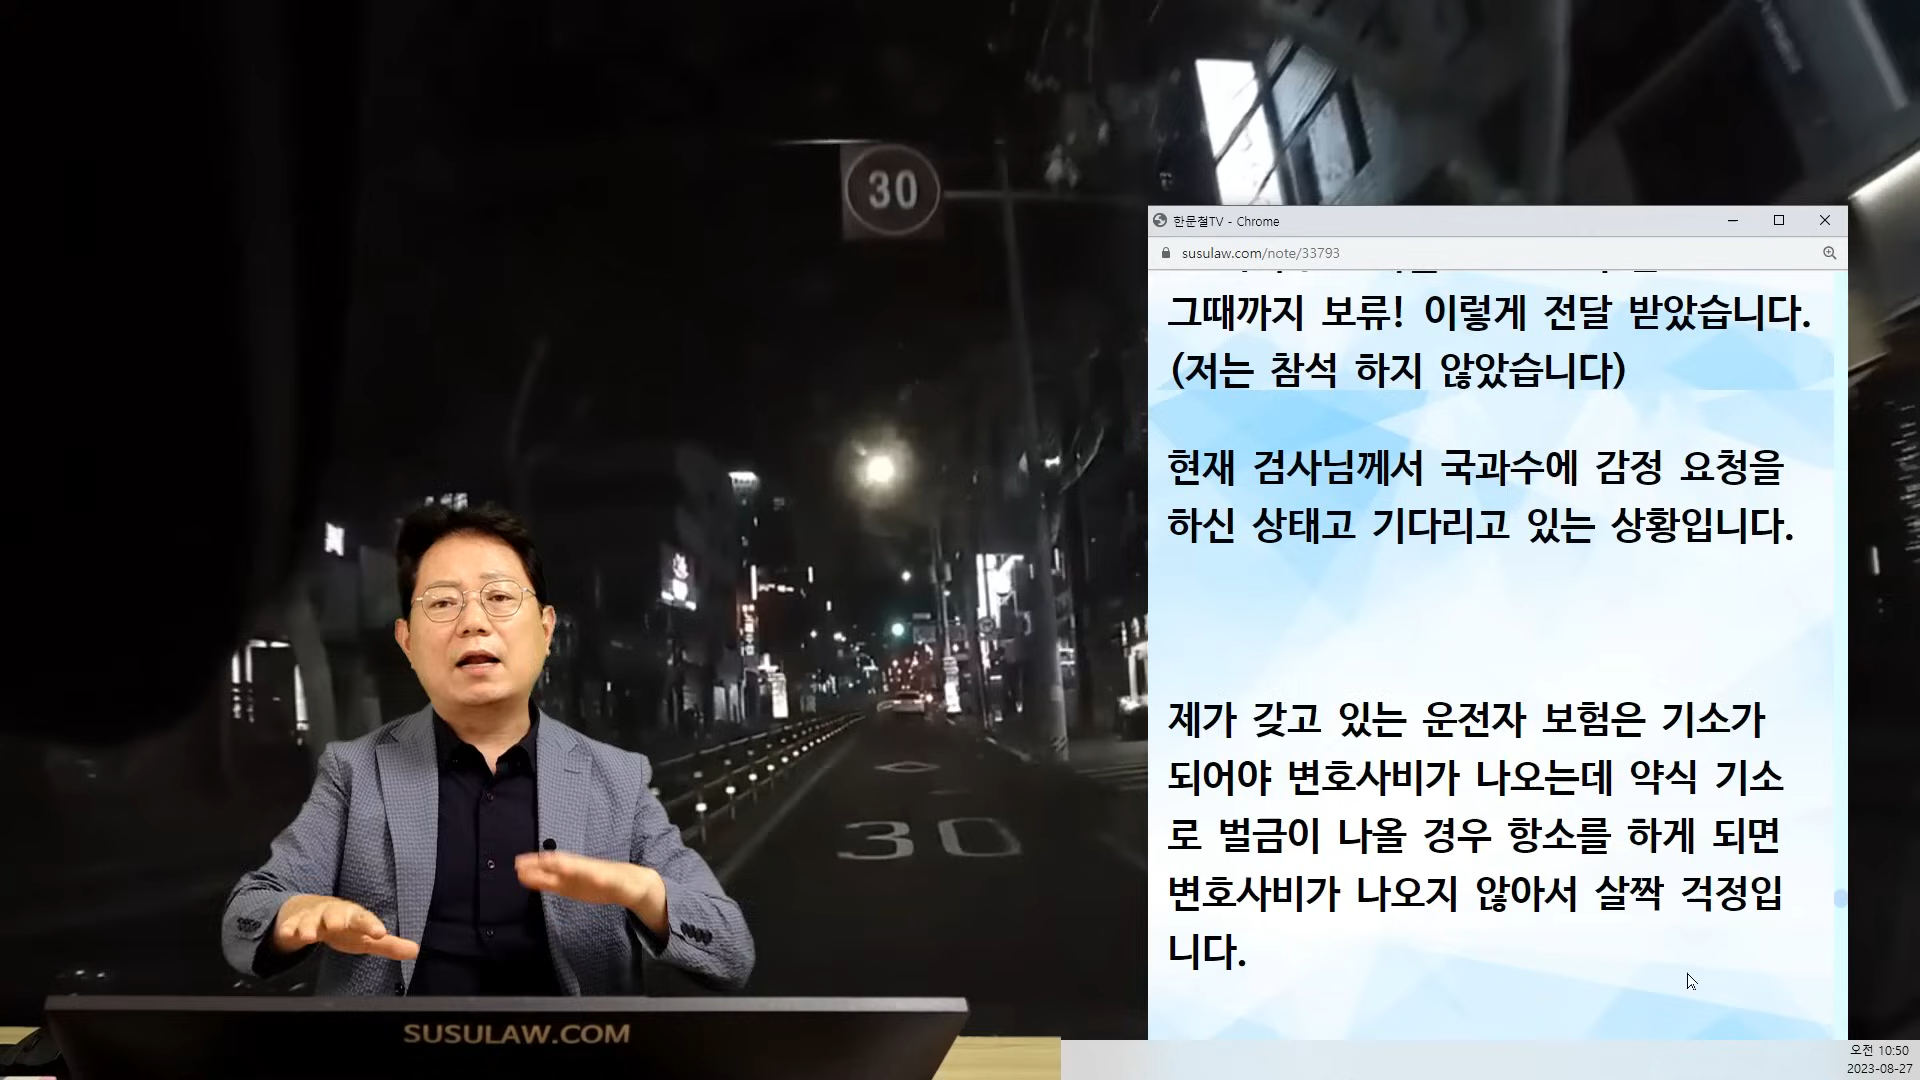 30
30
한문철TV - Chrome
susulaw.com/note/33793
그때까지 보류! 이렇게 전달 받았습니다.
(저는 참석 하지 않았습니다)
현재 검사님께서 국과수에 감정 요청을
하신 상태고 기다리고 있는 상황입니다.
제가 갖고 있는 운전자 보험은 기소가
되어야 변호사비가 나오는데 약식 기소
로 벌금이 나올 경우 항소를 하게 되면
변호사비가 나오지 않아서 살짝 걱정입
니다.
SUSULAW.COM
오전 10:50
2023-08-27